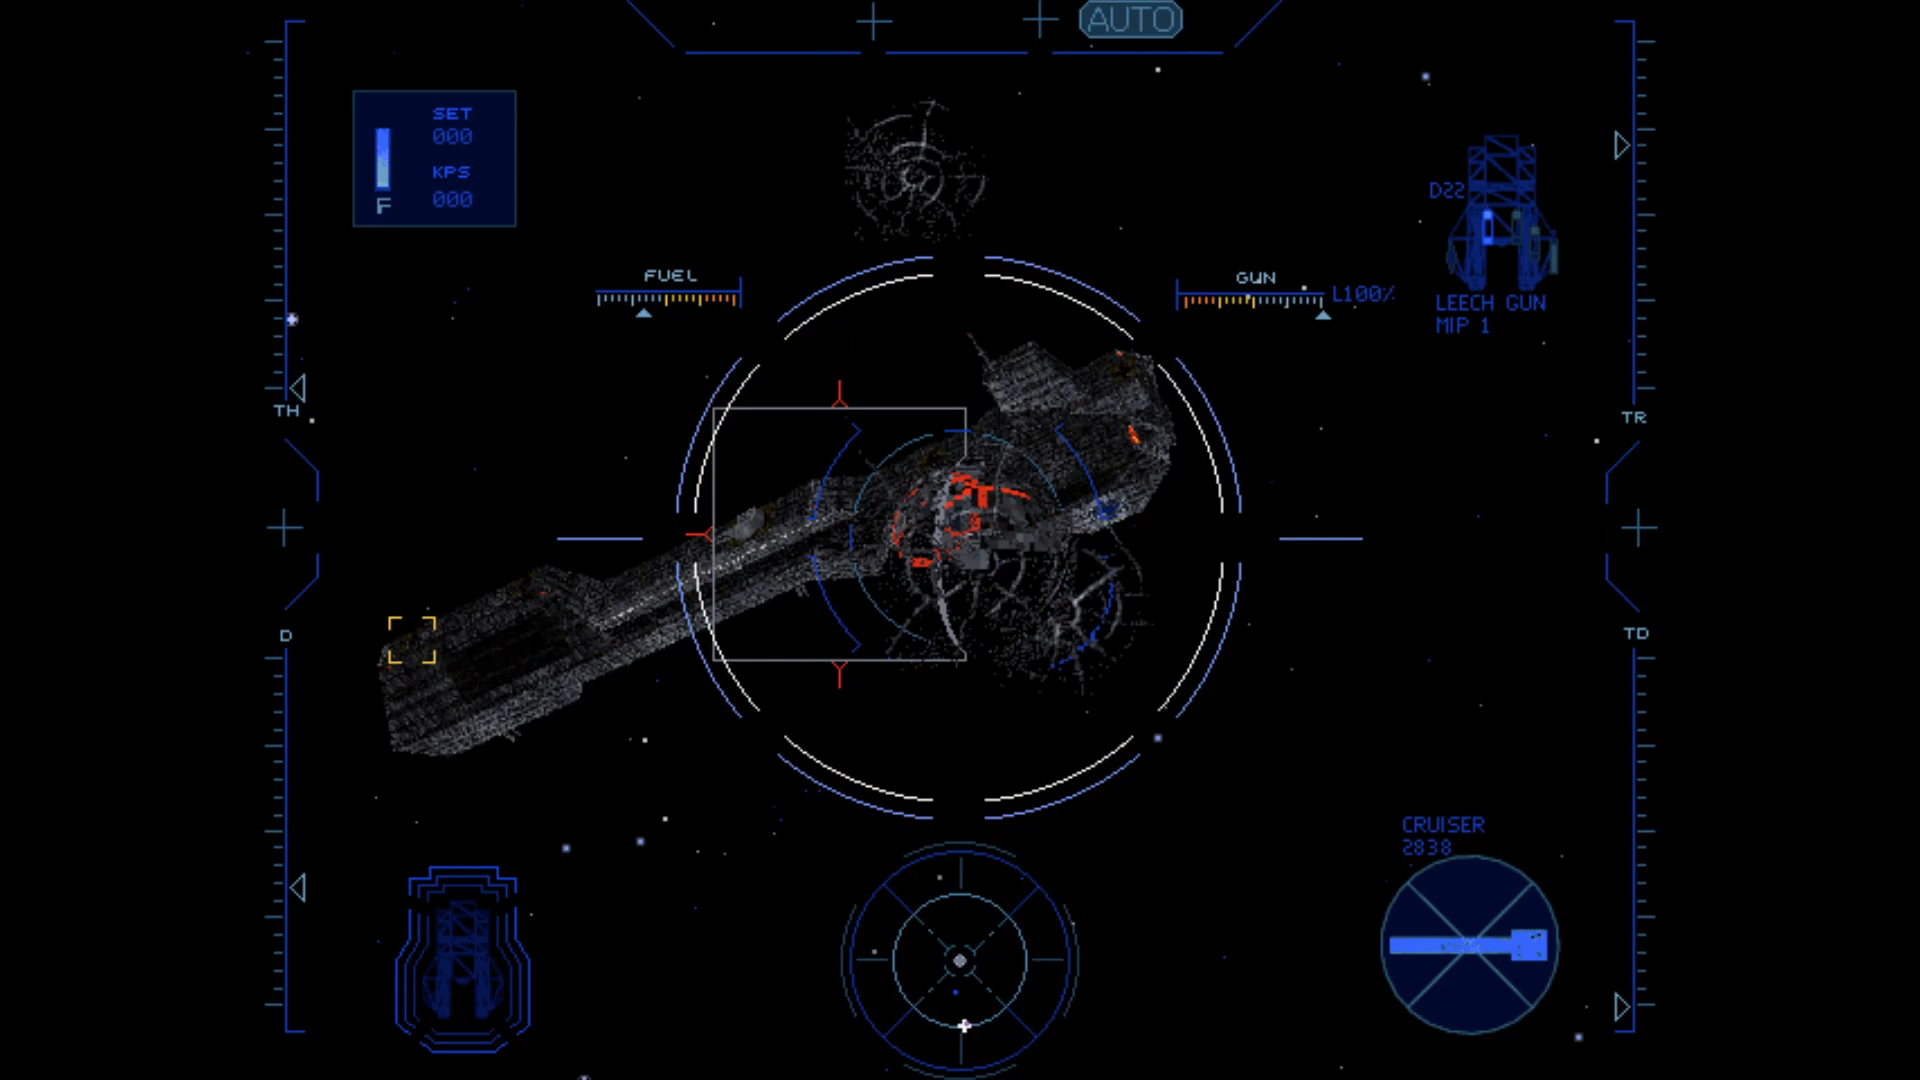 AUTO
SET
000
KPS
000
F
D22
FUEL
GUN
L100%
LEECH GUN
MIP 1
TH
TR
D
TD
CRUISER
2838